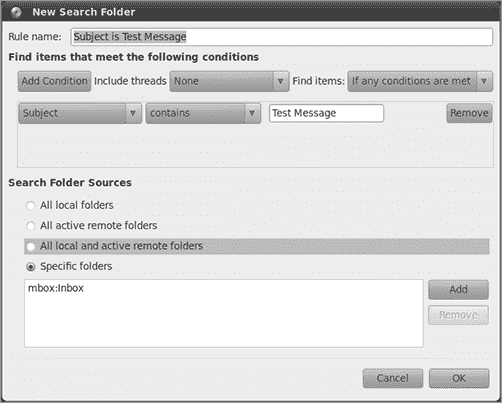 New Search Folder
Rule name: Subject is Test Message
Find items that meet the following conditions
Add Condition Include threads None Find items: If any conditions are met
Subject contains Test Message Remove
Search Folder Sources
All local folders
All active remote folders
All local and active remote folders
Specific folders
mbox:Inbox
Add
Remove
Cancel OK